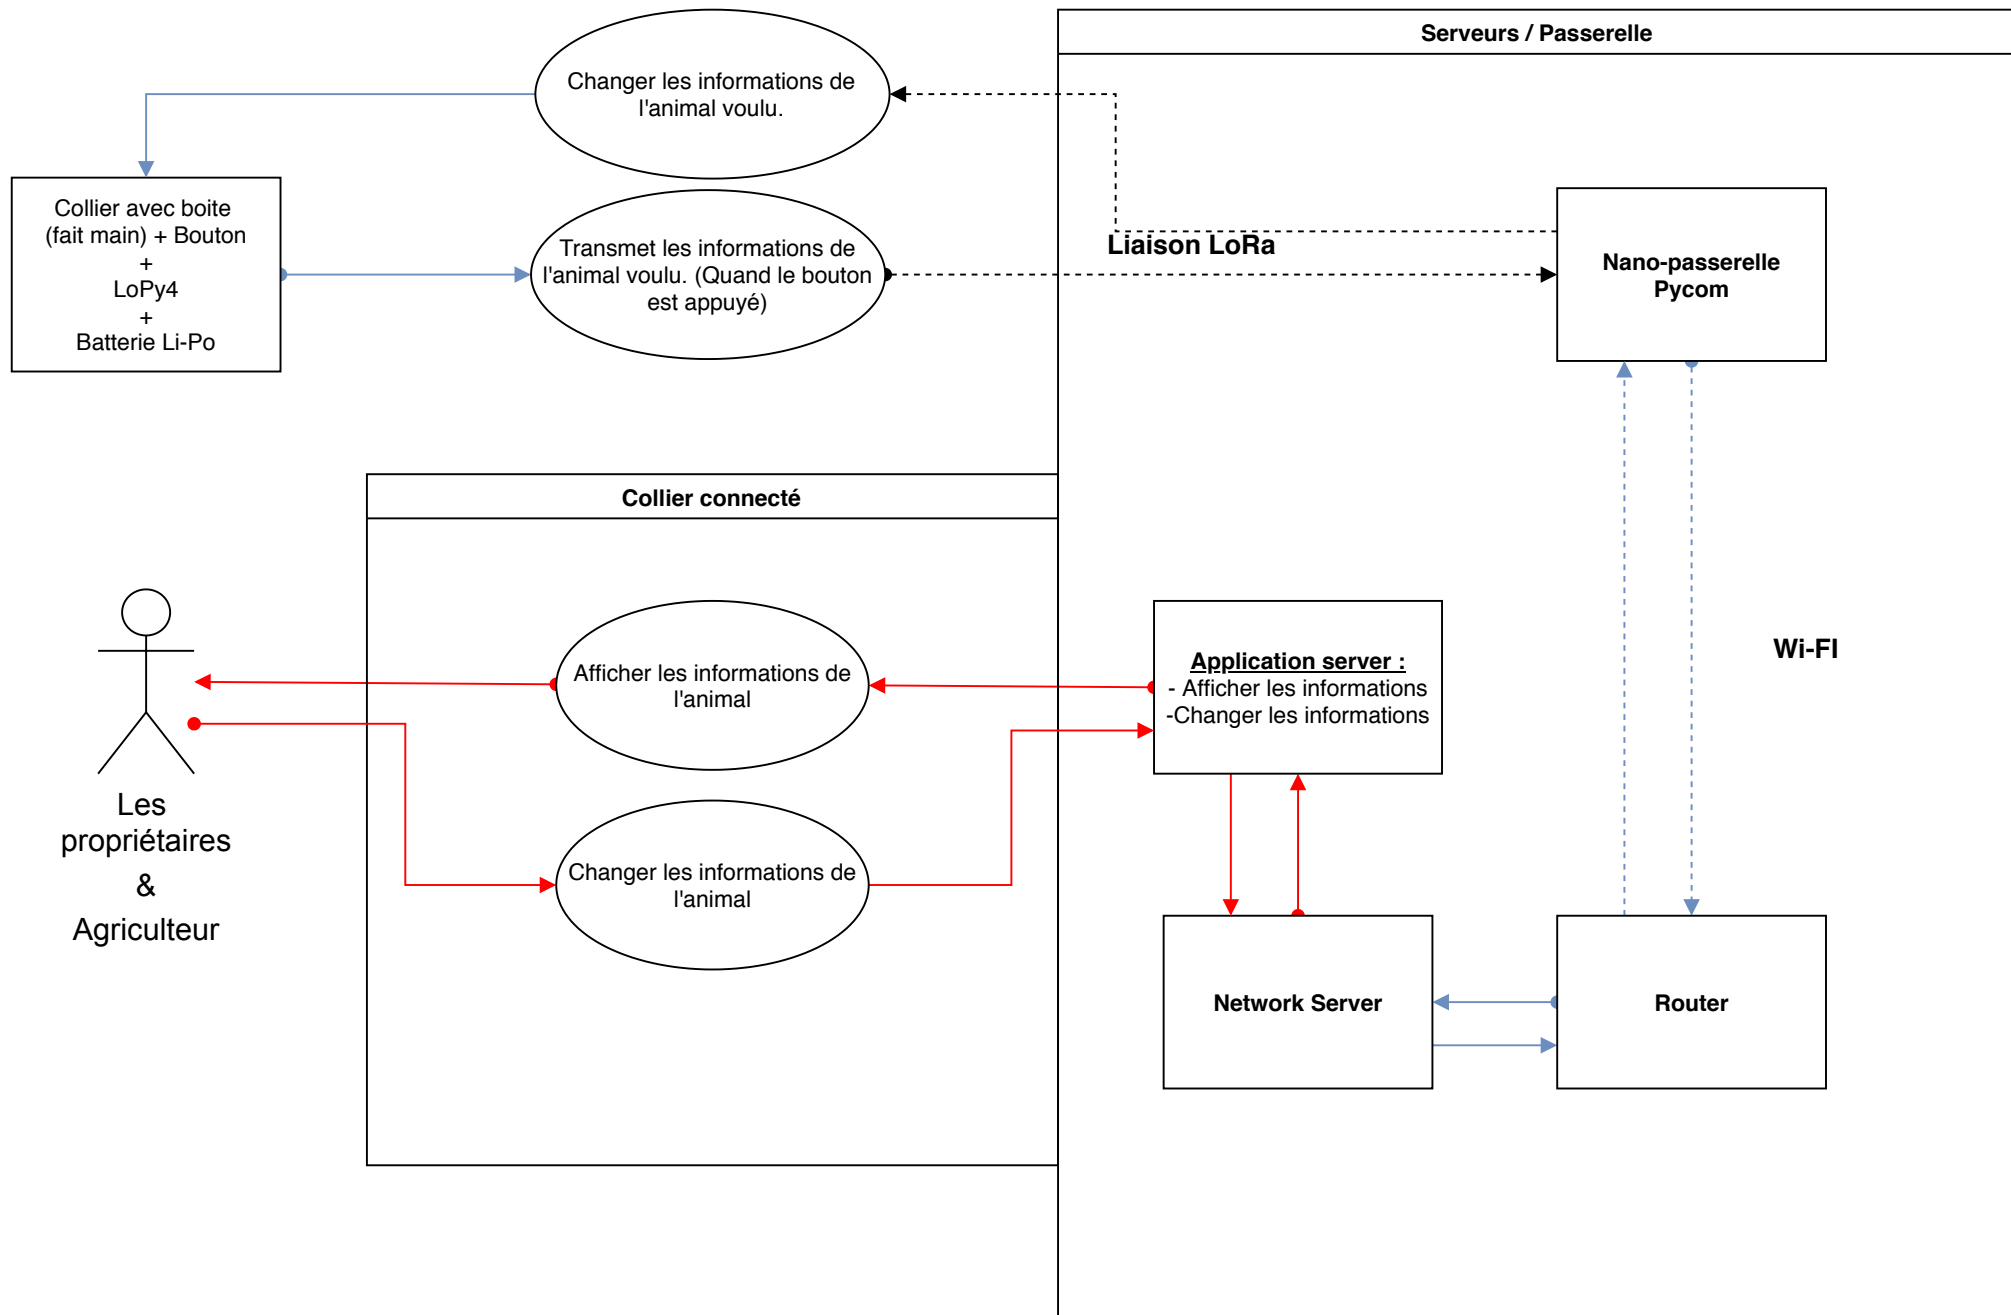 Serveurs / Passerelle
Changer les informations de
l'animal voulu.
Collier avec boite
(fait main) + Bouton
+
LoPy4
+
Batterie Li-Po
Transmet les informations de
l'animal voulu. (Quand le bouton
est appuyé)
Liaison LoRa
Nano-passerelle
Pycom
Collier connecté
Afficher les informations de
l'animal
Application server :
- Afficher les informations
-Changer les informations
Wi-FI
Les
propriétaires
&
Agriculteur
Changer les informations de
l'animal
Network Server
Router